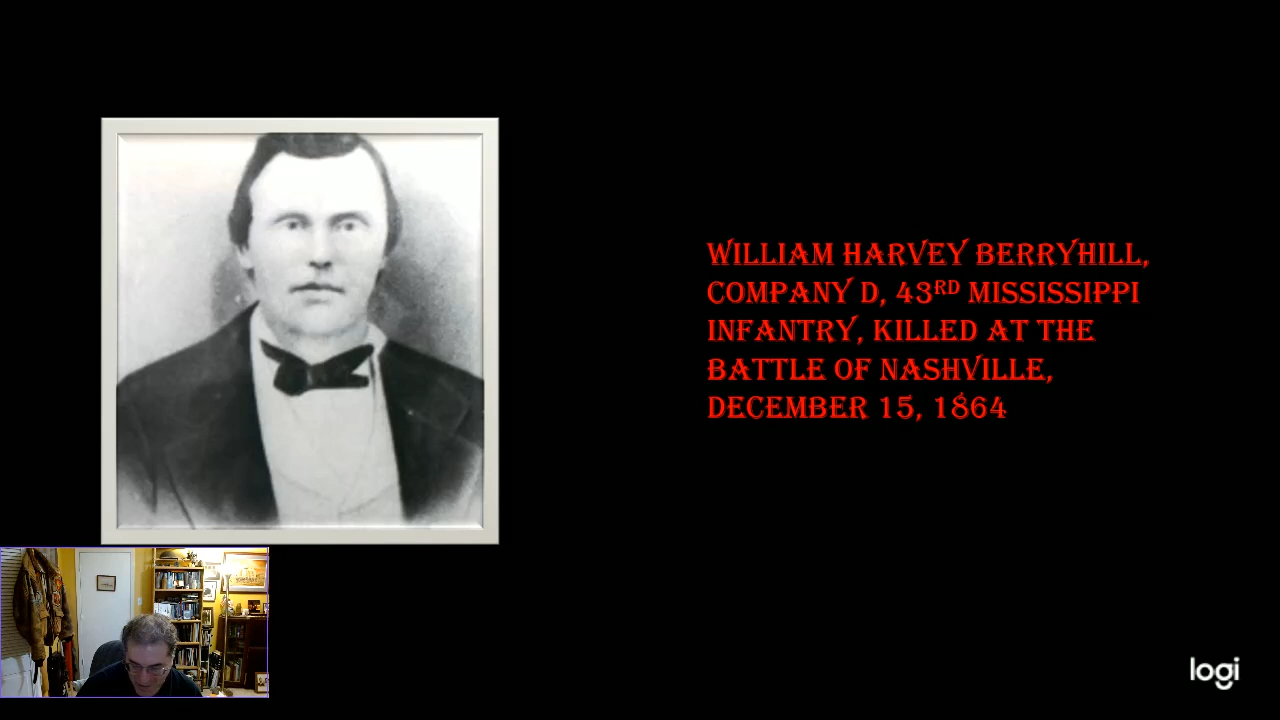 WILLIAM HARVEY BERRYHILL,
COMPANY D, 43RD MISSISSIPPI
INFANTRY, KILLED AT THE
BATTLE OF NASHVILLE,
DECEMBER 15, 1864
logi